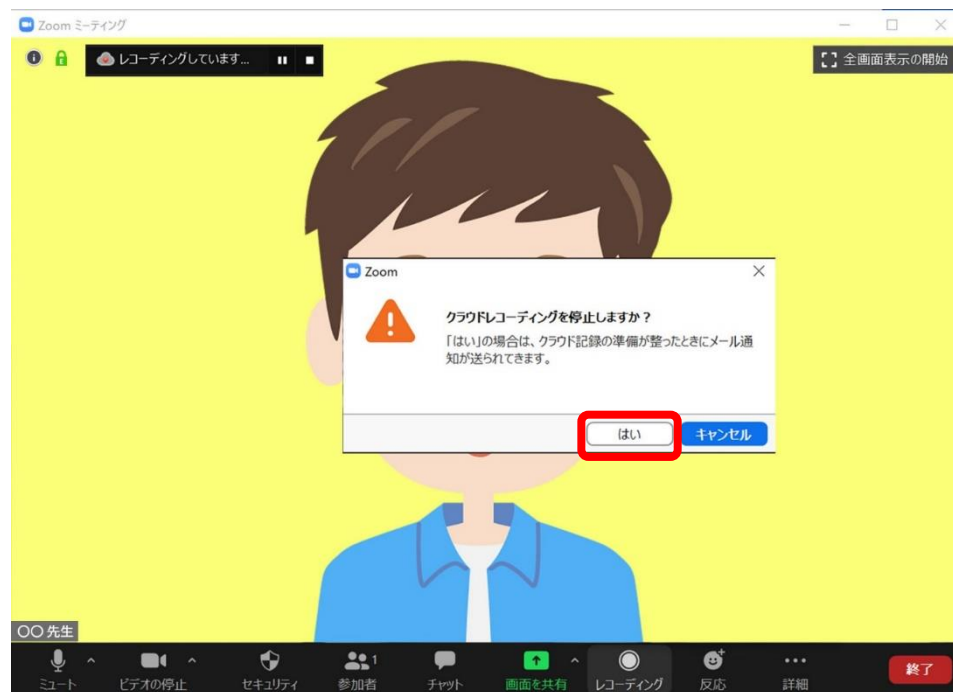 Zoom ミーティング
レコーディングしています...
全画面表示の開始
Zoom
クラウドレコーディングを停止しますか？
「はい」の場合は、クラウド記録の準備が整ったときにメール通
知が送られてきます。
はい
キャンセル
〇〇 先生
ミュート
ビデオの停止
セキュリティ
1
参加者
チャット
画面を共有
レコーディング
反応
詳細
終了